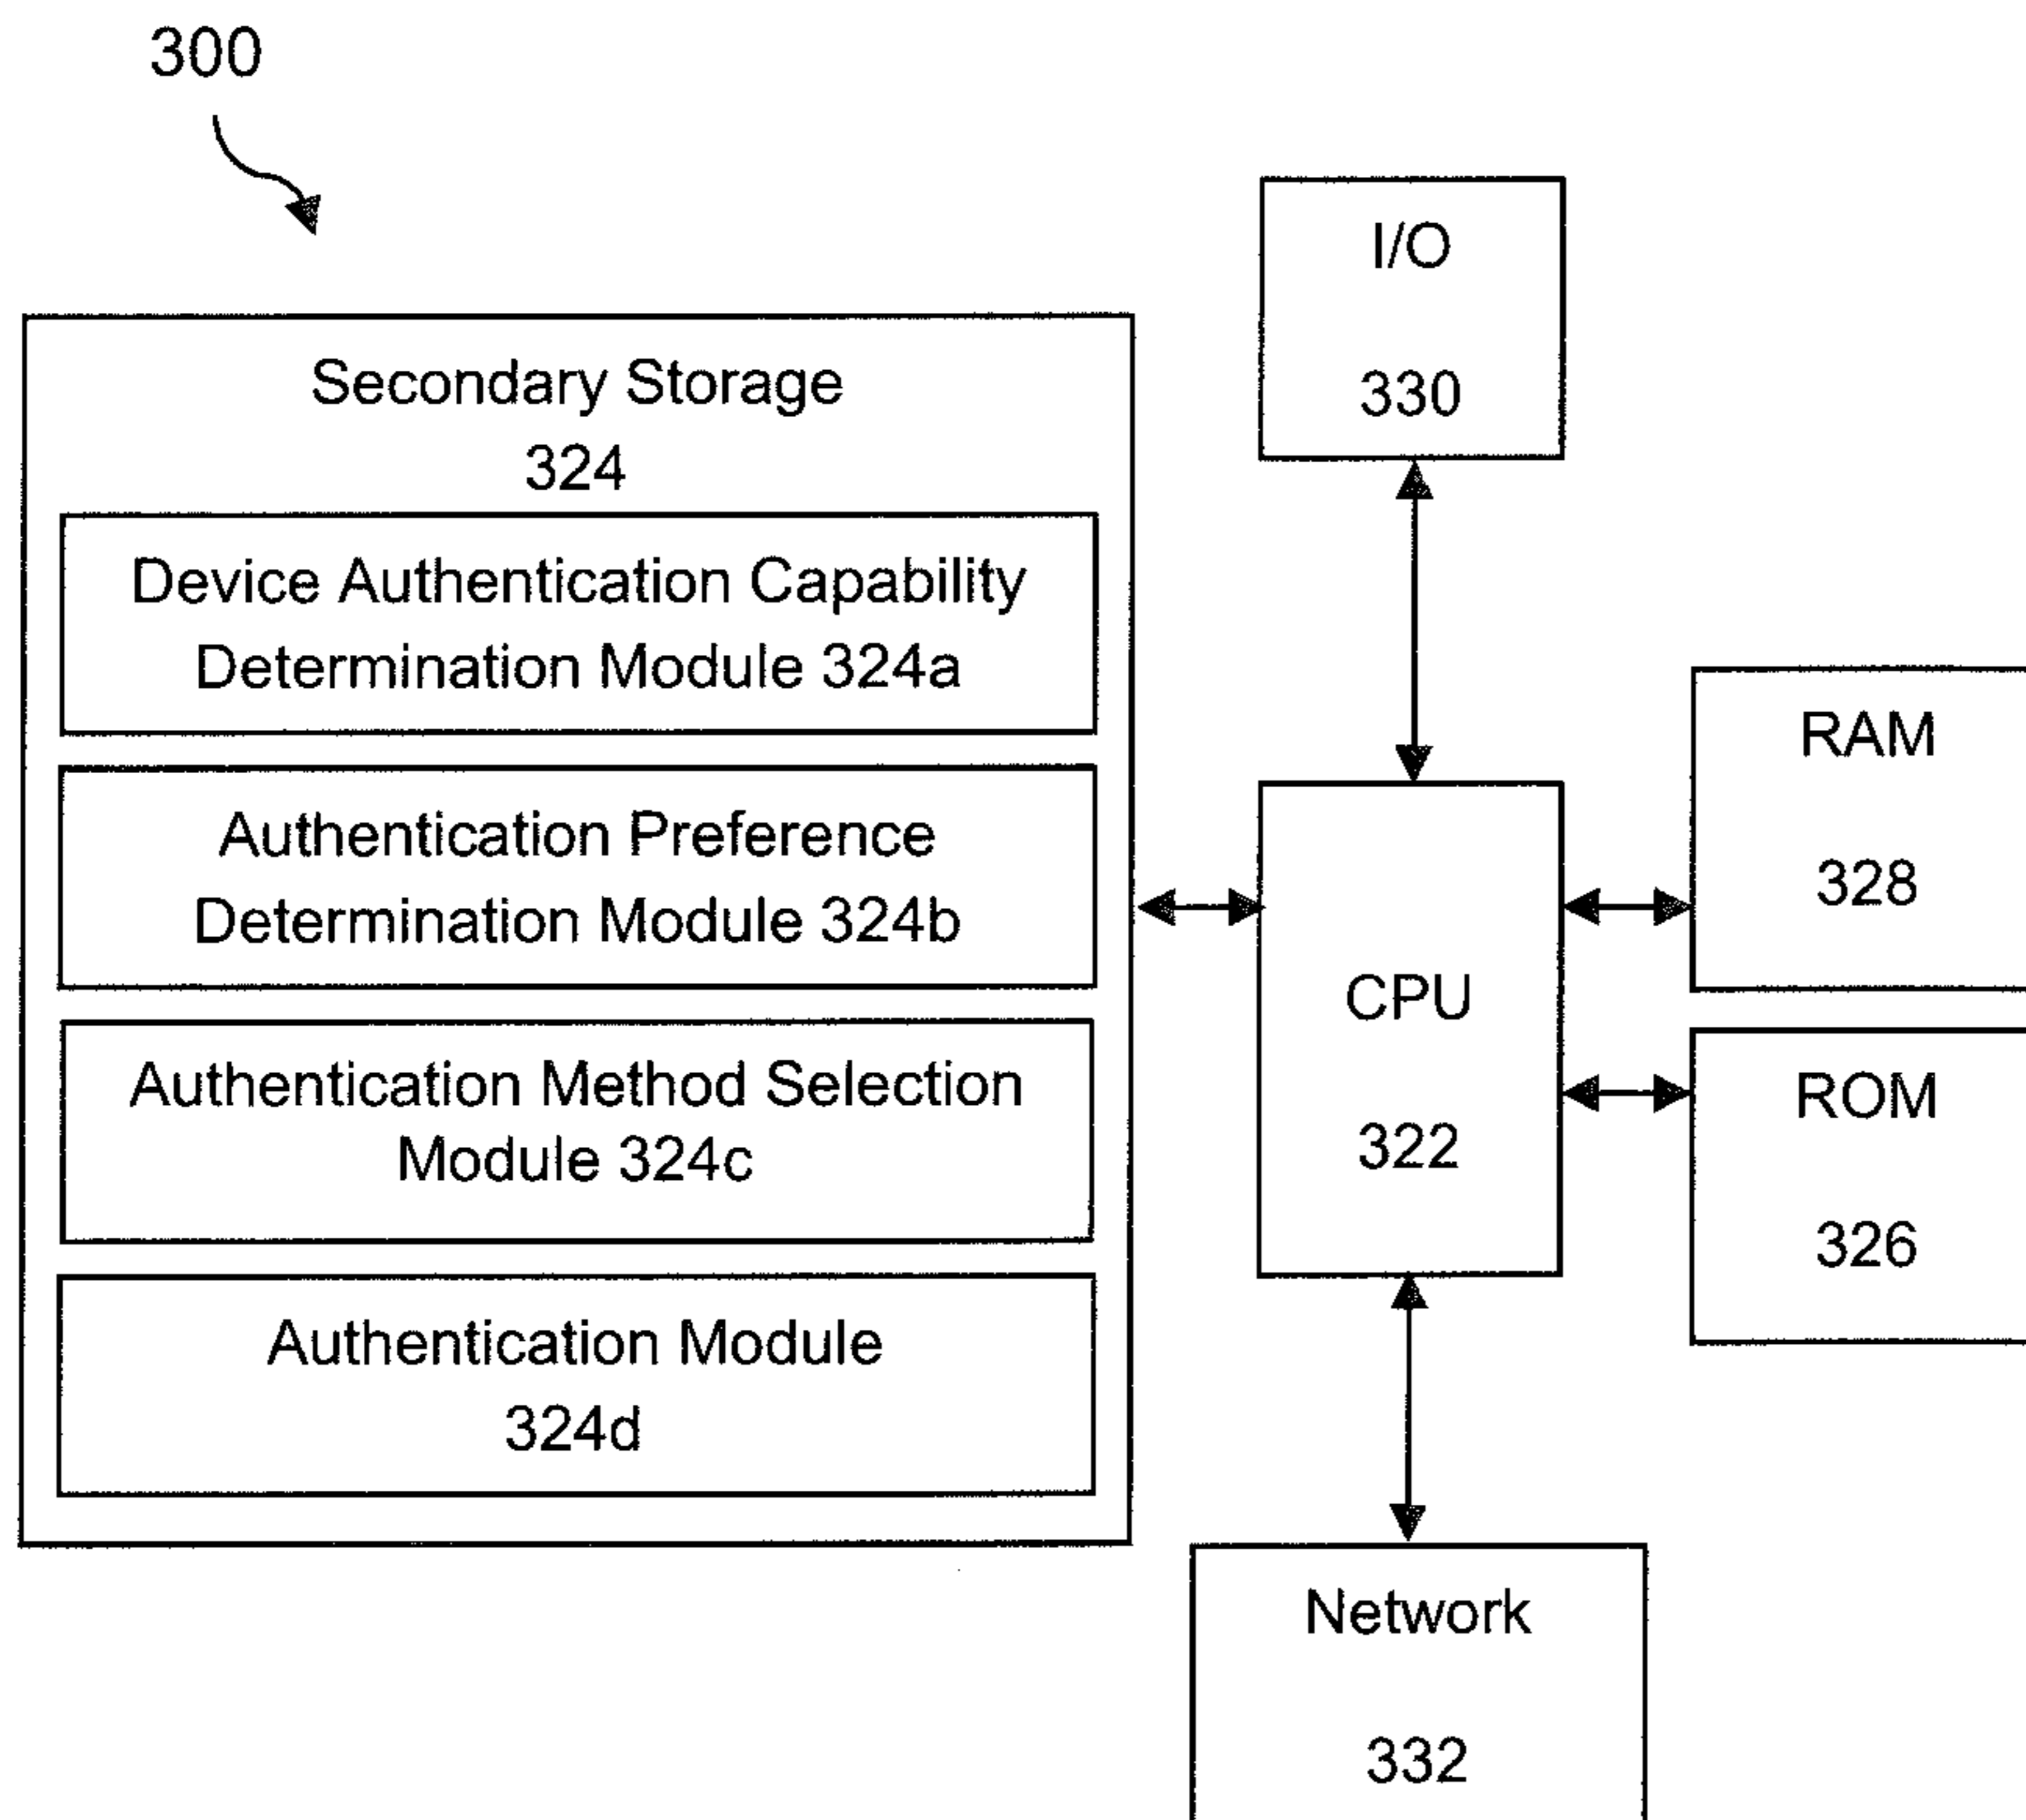 300
Secondary Storage
324
Device Authentication Capability
Determination Module 324a
Authentication Preference
Determination Module 324b
Authentication Method Selection
Module 324c
Authentication Module
324d
I/O
330
CPU
322
RAM
328
ROM
326
Network
332